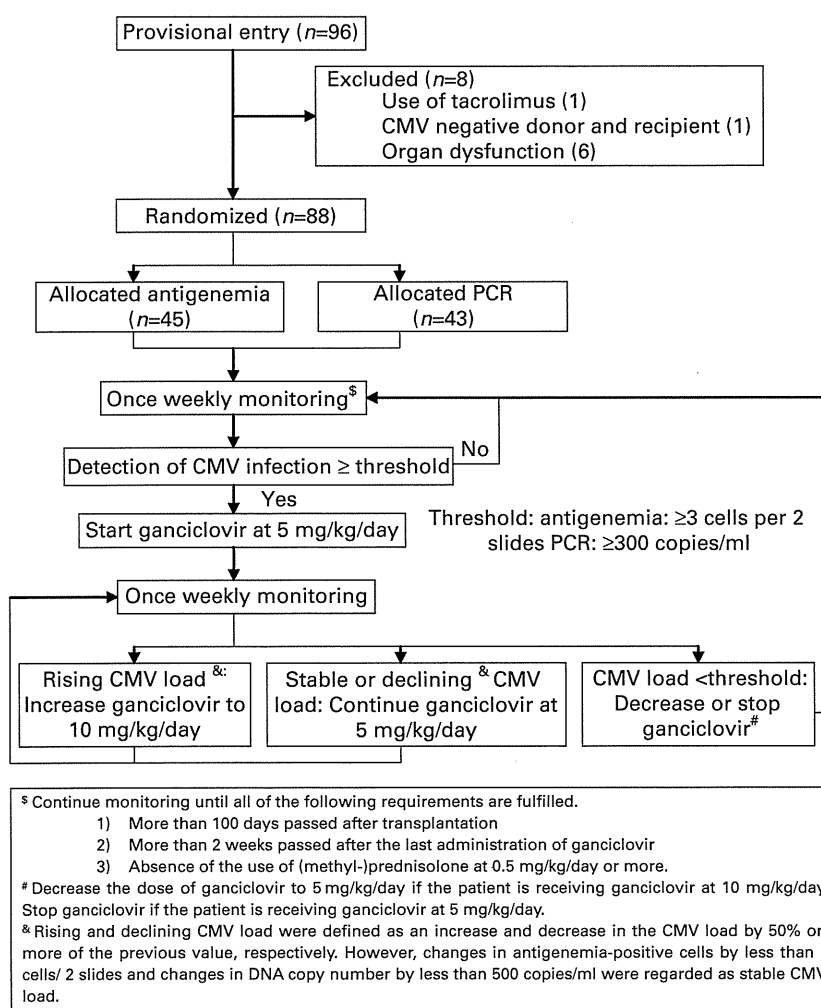 Provisional entry (n=96)
Excluded (n=8)
Use of tacrolimus (1)
CMV negative donor and recipient (1)
Organ dysfunction (6)
Randomized (n=88)
Allocated antigenemia
(n=45)
Allocated PCR
(n=43)
Once weekly monitoring$
Detection of CMV infection ≥ threshold
No
Yes
Start ganciclovir at 5 mg/kg/day
Threshold: antigenemia: ≥3 cells per 2
slides PCR: ≥300 copies/ml
Once weekly monitoring
Rising CMV load &:
Increase ganciclovir to
10 mg/kg/day
Stable or declining & CMV
load: Continue ganciclovir at
5 mg/kg/day
CMV load <threshold:
Decrease or stop
ganciclovir#
$ Continue monitoring until all of the following requirements are fulfilled.
1) More than 100 days passed after transplantation
2) More than 2 weeks passed after the last administration of ganciclovir
3) Absence of the use of (methyl-)prednisolone at 0.5 mg/kg/day or more.
# Decrease the dose of ganciclovir to 5 mg/kg/day if the patient is receiving ganciclovir at 10 mg/kg/day
Stop ganciclovir if the patient is receiving ganciclovir at 5 mg/kg/day.
& Rising and declining CMV load were defined as an increase and decrease in the CMV load by 50% or
more of the previous value, respectively. However, changes in antigenemia-positive cells by less than
cells/ 2 slides and changes in DNA copy number by less than 500 copies/ml were regarded as stable CMV
load.